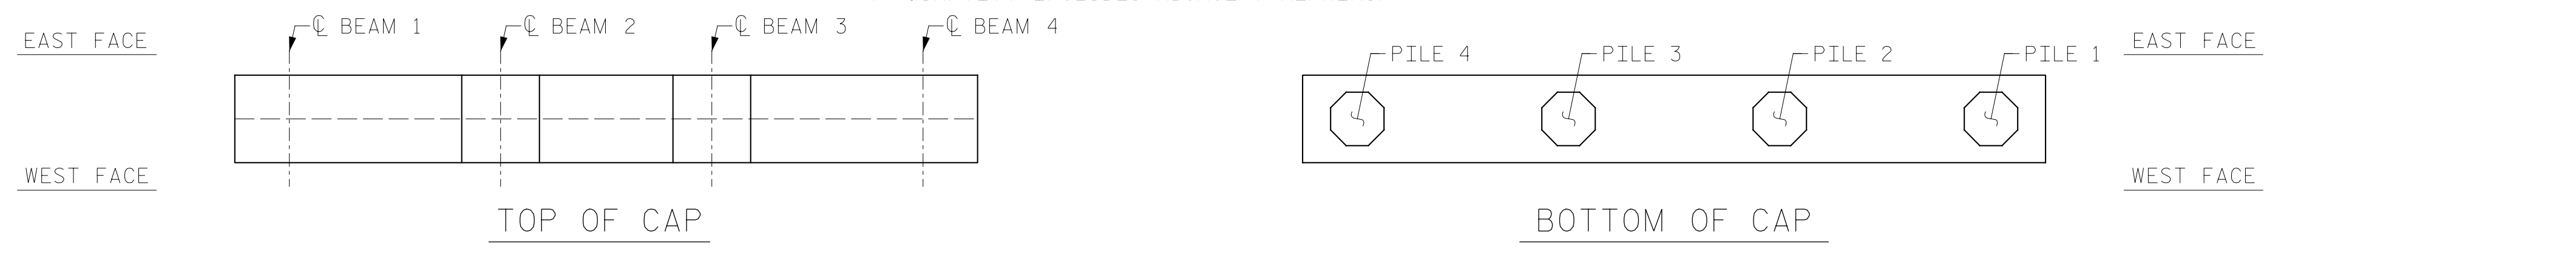 ℄ BEAM 1
℄ BEAM 2
℄ BEAM 3
℄ BEAM 4
EAST FACE
WEST FACE
TOP OF CAP
PILE 4
PILE 3
PILE 2
PILE 1
EAST FACE
WEST FACE
BOTTOM OF CAP